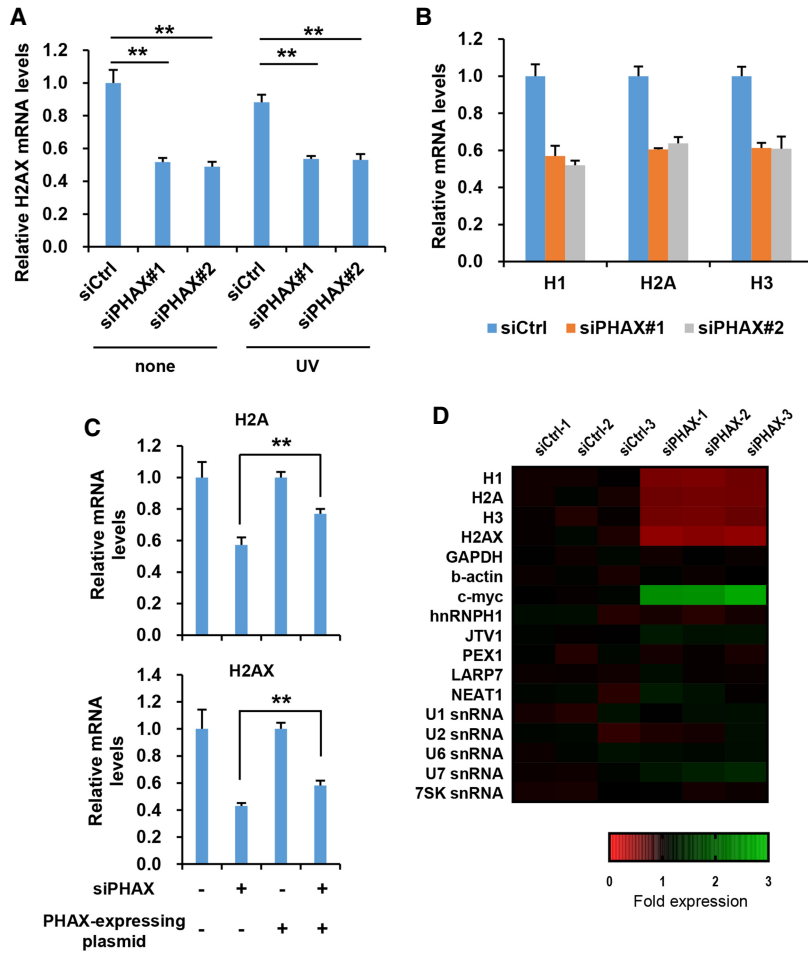 A
**
**
**
**
Relative H2AX mRNA levels
1.2
1.0
0.8
0.6
0.4
0.2
0.0
siCtrl
siPHAX#1
siPHAX#2
siCtrl
siPHAX#1
siPHAX#2
none
UV
B
Relative mRNA levels
1.2
1.0
0.8
0.6
0.4
0.2
0.0
H1
H2A
H3
siCtrl
siPHAX#1
siPHAX#2
C
H2A
**
Relative mRNA
levels
1.2
1.0
0.8
0.6
0.4
0.2
0.0
H2AX
**
Relative mRNA
levels
1.4
1.2
1.0
0.8
0.6
0.4
0.2
0.0
siPHAX - + - +
PHAX-expressing
plasmid - - + +
D
siCtrl-1
siCtrl-2
siCtrl-3
siPHAX-1
siPHAX-2
siPHAX-3
H1
H2A
H3
H2AX
GAPDH
b-actin
c-myc
hnRNPH1
JTV1
PEX1
LARP7
NEAT1
U1 snRNA
U2 snRNA
U6 snRNA
U7 snRNA
7SK snRNA
0 1 2 3
Fold expression